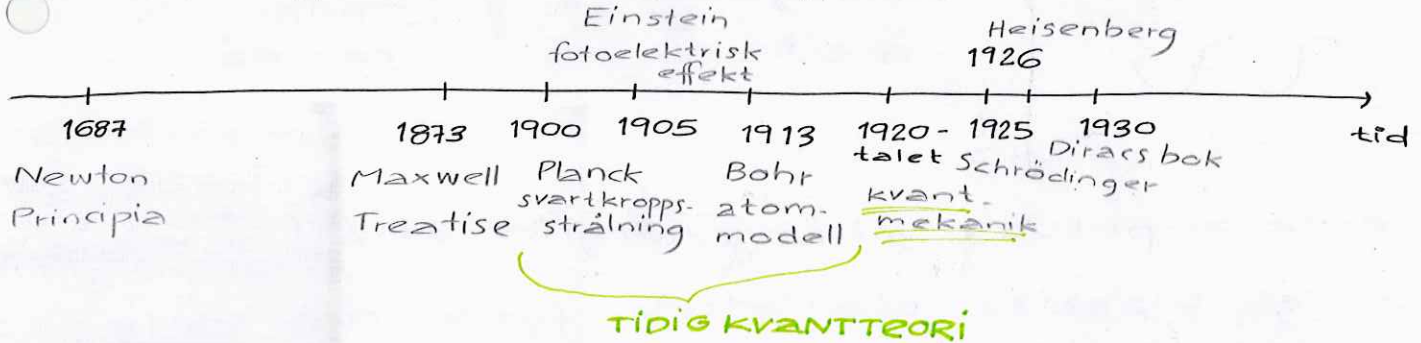 Einstein
fotoelektrisk
effekt
Heisenberg
1926
1687 1873 1900 1905 1913 1920- 1925 1930 tid
talet
Newton
Principia
Maxwell
Treatise
Planck
svartkropps-
strålning
Bohr
atom-
modell
kvant-
mekanik
Schrödinger
Diracs bok
TIDIG KVANTTEORI